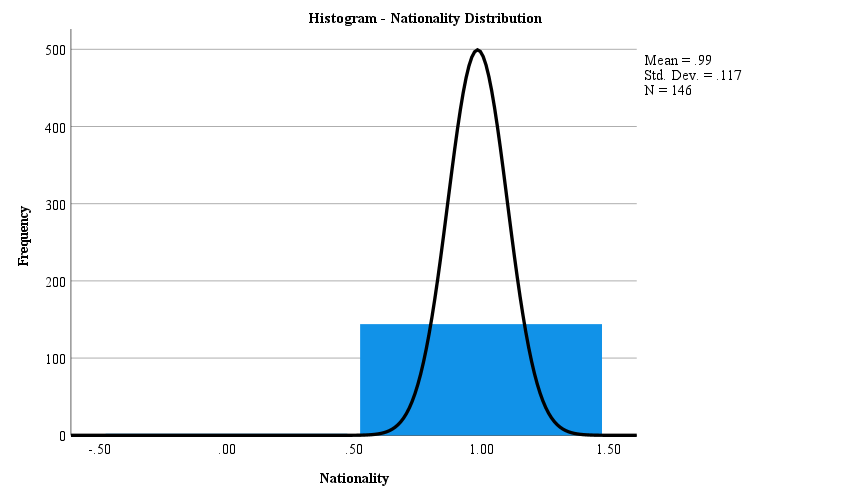 Histogram - Nationality Distribution
500
400
300
200
100
0
Frequency
-.50
.00
.50
1.00
1.50
Nationality
Mean = .99
Std. Dev. = .117
N = 146